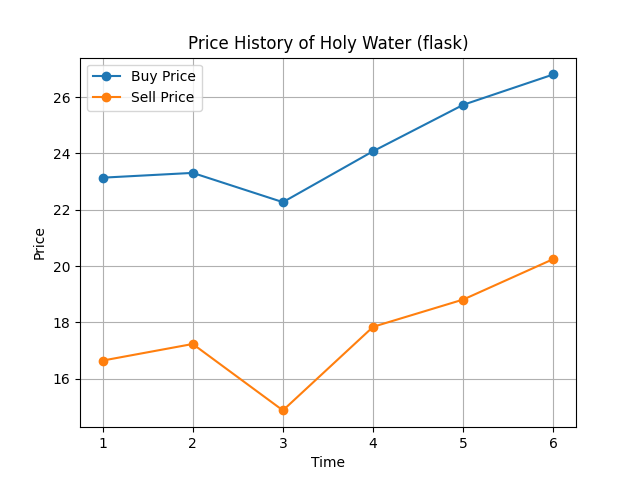 Price History of Holy Water (flask)
Buy Price
Sell Price
Price
26
24
22
20
18
16
1 2 3 4 5 6
Time